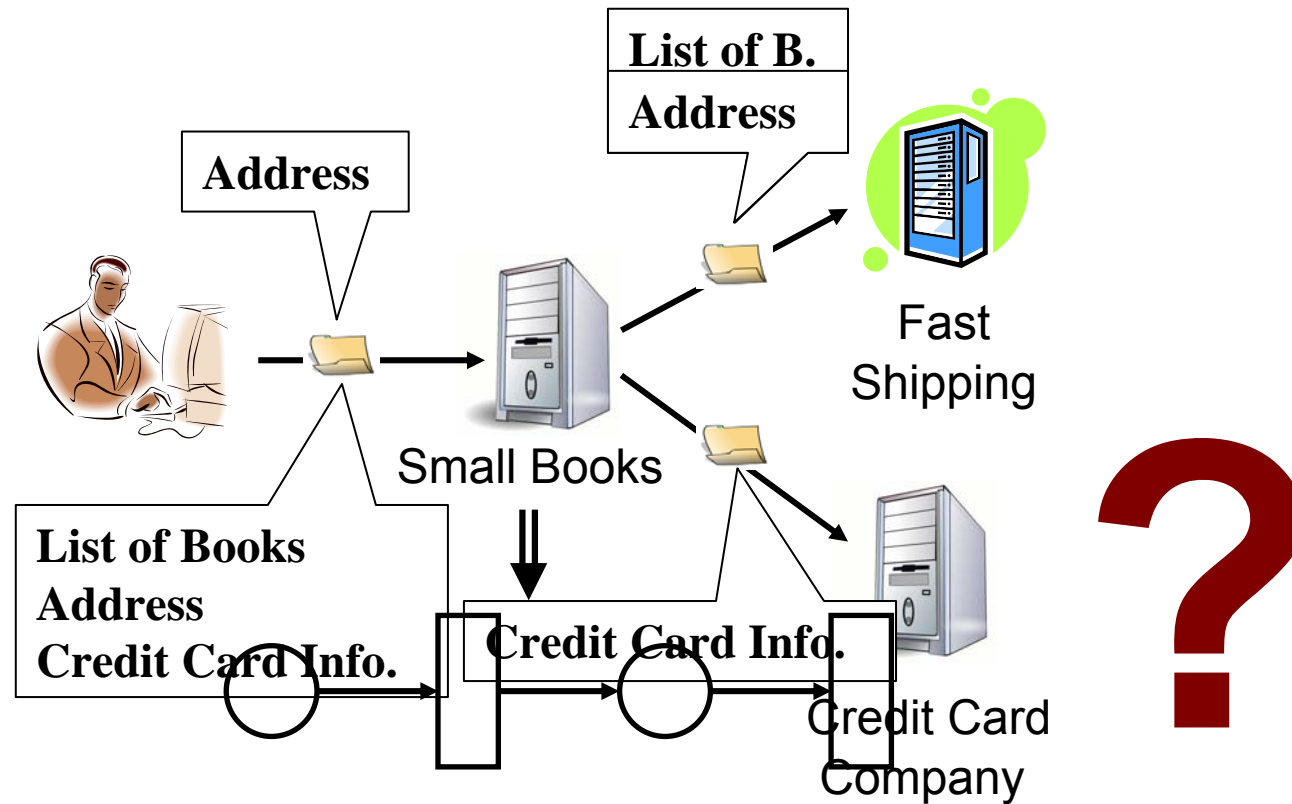 List of B.
Address
Address
Fast
Shipping
Small Books
List of Books
Address
Credit Card Info.
Credit Card Info.
Credit Card
Company
?